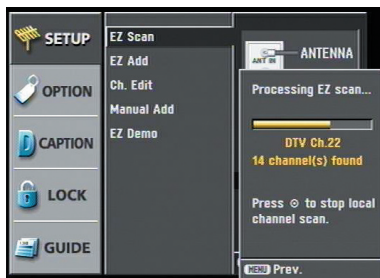 SETUP
OPTION
CAPTION
LOCK
GUIDE
EZ Scan
EZ Add
Ch. Edit
Manual Add
EZ Demo
ANT IN
ANTENNA
Processing EZ scan...
DTV Ch.22
14 channel(s) found
Press ⊙ to stop local
channel scan.
MENU Prev.